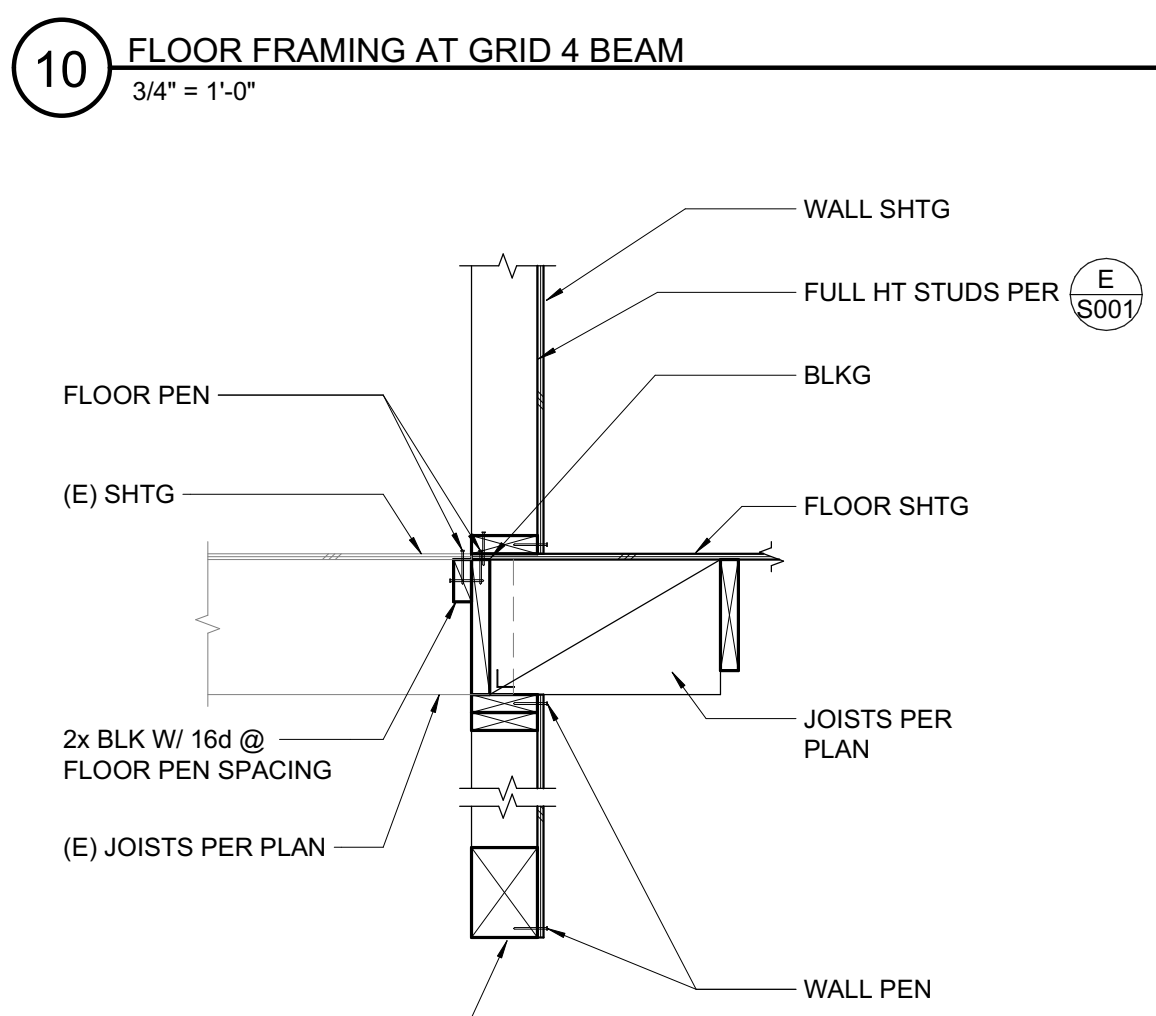 10
FLOOR FRAMING AT GRID 4 BEAM
3/4" = 1'-0"
WALL SHTG
FULL HT STUDS PER
E
S001
BLKG
FLOOR PEN
(E) SHTG
FLOOR SHTG
JOISTS PER
PLAN
2x BLK W/ 16d @
FLOOR PEN SPACING
(E) JOISTS PER PLAN
WALL PEN